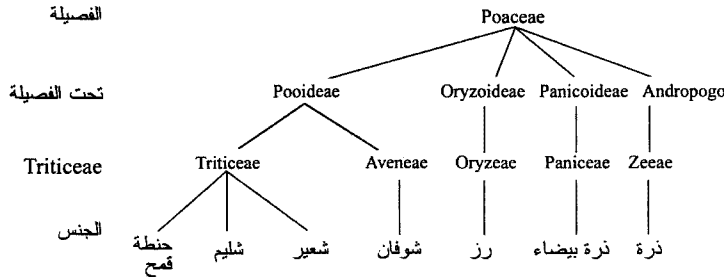 الفصيلة Poaceae
تحت الفصيلة Pooideae Oryzoideae Panicoideae Andropogo
Triticeae Triticeae Aveneae Oryzeae Paniceae Zeeae
الجنس حنطة شليم شعير شوفان رز ذرة بيضاء ذرة
قمح